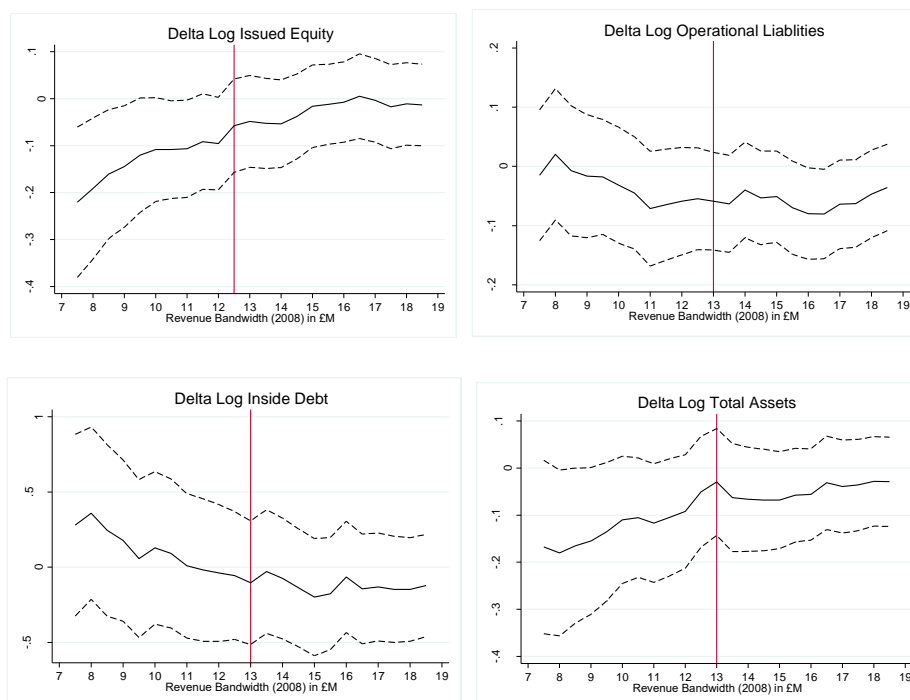 Delta Log Issued Equity
.1
0
-.1
-.2
-.3
-.4
7 8 9 10 11 12 13 14 15 16 17 18 19
Revenue Bandwidth (2008) in £M
Delta Log Operational Liablities
.2
.1
0
-.1
-.2
7 8 9 10 11 12 13 14 15 16 17 18 19
Revenue Bandwidth (2008) in £M
Delta Log Inside Debt
1
.5
0
-.5
7 8 9 10 11 12 13 14 15 16 17 18 19
Revenue Bandwidth (2008) in £M
Delta Log Total Assets
.1
0
-.1
-.2
-.3
-.4
7 8 9 10 11 12 13 14 15 16 17 18 19
Revenue Bandwidth (2008) in £M